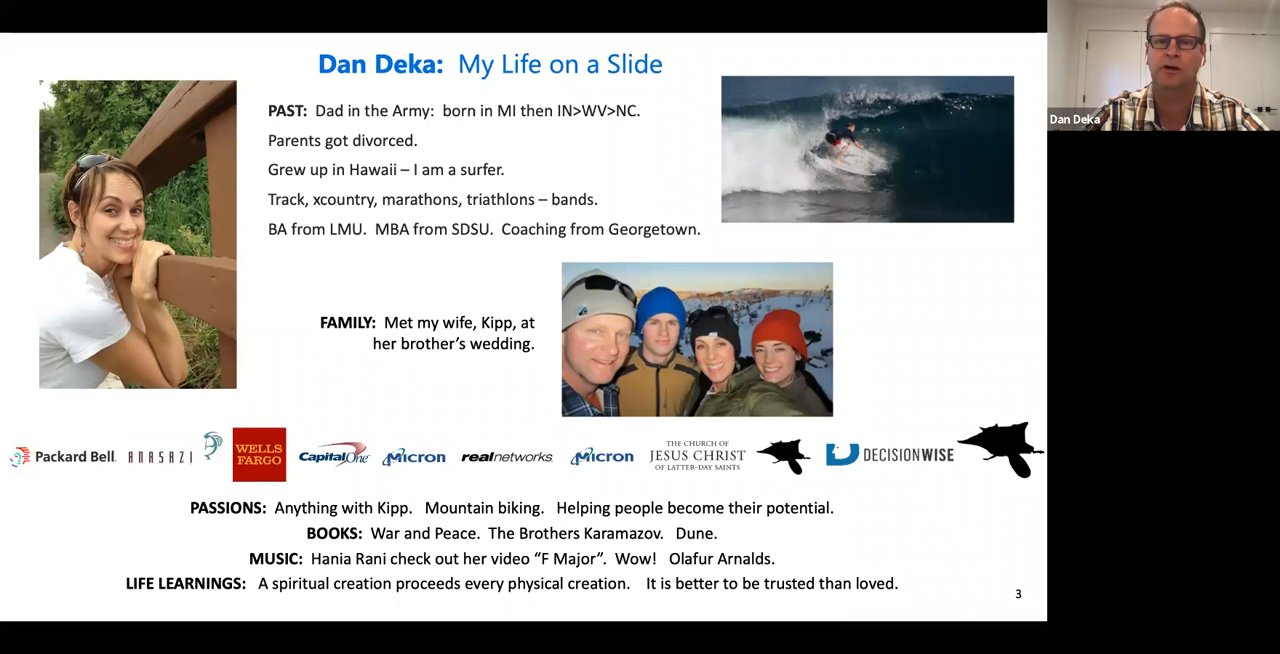 Dan Deka: My Life on a Slide
PAST: Dad in the Army: born in MI then IN>WV>NC.
Parents got divorced.
Grew up in Hawaii – I am a surfer.
Track, xcountry, marathons, triathlons – bands.
BA from LMU. MBA from SDSU. Coaching from Georgetown.
Dan Deka
FAMILY: Met my wife, Kipp, at
her brother's wedding.
Packard Bell.
ANASAZI
WELLS
FARGO
CapitalOne
Micron
realnetworks.
Micron
THE CHURCH OF
JESUS CHRIST
OF LATTER-DAY SAINTS
DECISIONWISE
PASSIONS: Anything with Kipp. Mountain biking. Helping people become their potential.
BOOKS: War and Peace. The Brothers Karamazov. Dune.
MUSIC: Hania Rani check out her video “F Major”. Wow! Olafur Arnalds.
LIFE LEARNINGS: A spiritual creation proceeds every physical creation. It is better to be trusted than loved.
3